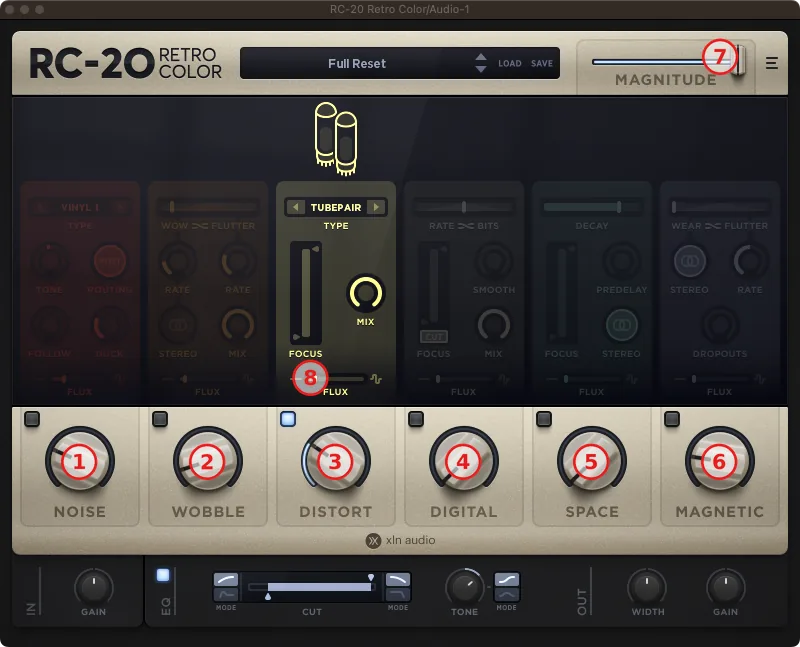 RC-20 Retro Color/Audio-1
RC-20 RETRO COLOR
Full Reset
LOAD SAVE
7
MAGNITUDE
VINYL 1
TYPE
TONE ROUTING
FOLLOW DUCK
FLUX
WOW FLUTTER
RATE RATE
STEREO MIX
FLUX
TUBEPAIR
TYPE
MIX
FOCUS
8
FLUX
RATE BITS
SMOOTH
CUT
FOCUS MIX
FLUX
DECAY
PREDELAY
FOCUS STEREO
FLUX
WEAR FLUTTER
STEREO RATE
DROPOUTS
FLUX
1 2 3 4 5 6
NOISE WOBBLE DISTORT DIGITAL SPACE MAGNETIC
xln audio
IN
GAIN
EQ
MODE CUT MODE
TONE MODE
OUT
WIDTH GAIN